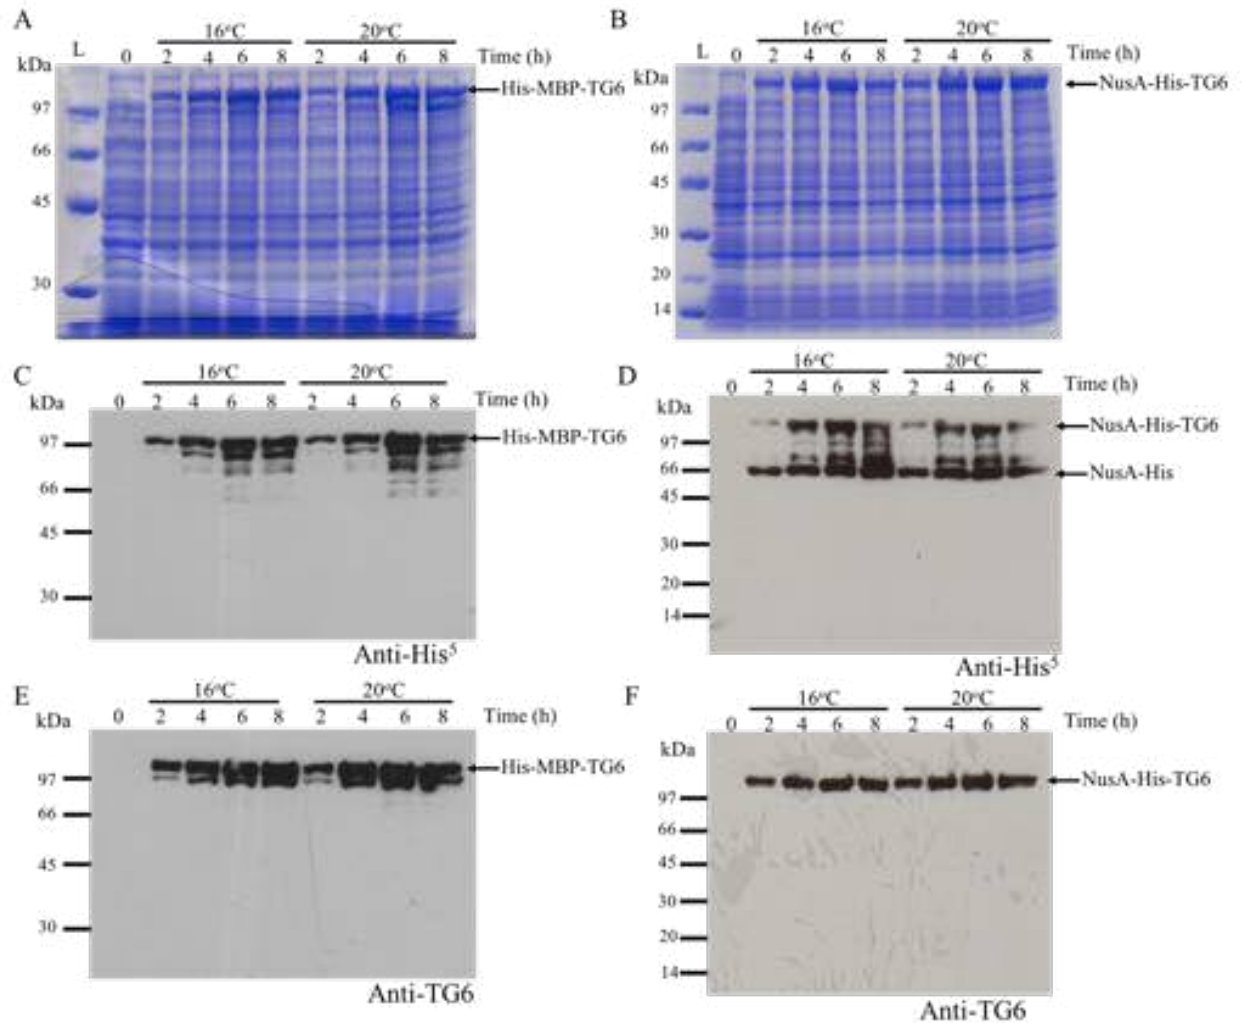 A
16°C
20°C
L 0 2 4 6 8 2 4 6 8 Time (h)
kDa
His-MBP-TG6
97
66
45
30
B
16°C
20°C
L 0 2 4 6 8 2 4 6 8 Time (h)
kDa
NusA-His-TG6
97
66
45
30
20
14
C
16°C
20°C
kDa 0 2 4 6 8 2 4 6 8 Time (h)
97
His-MBP-TG6
66
45
30
Anti-His⁵
D
16°C
20°C
0 2 4 6 8 2 4 6 8 Time (h)
kDa
NusA-His-TG6
97
66
NusA-His
45
30
20
14
Anti-His⁵
E
16°C
20°C
kDa 0 2 4 6 8 2 4 6 8 Time (h)
His-MBP-TG6
97
66
45
30
Anti-TG6
F
16°C
20°C
0 2 4 6 8 2 4 6 8 Time (h)
kDa
NusA-His-TG6
97
66
45
30
20
14
Anti-TG6